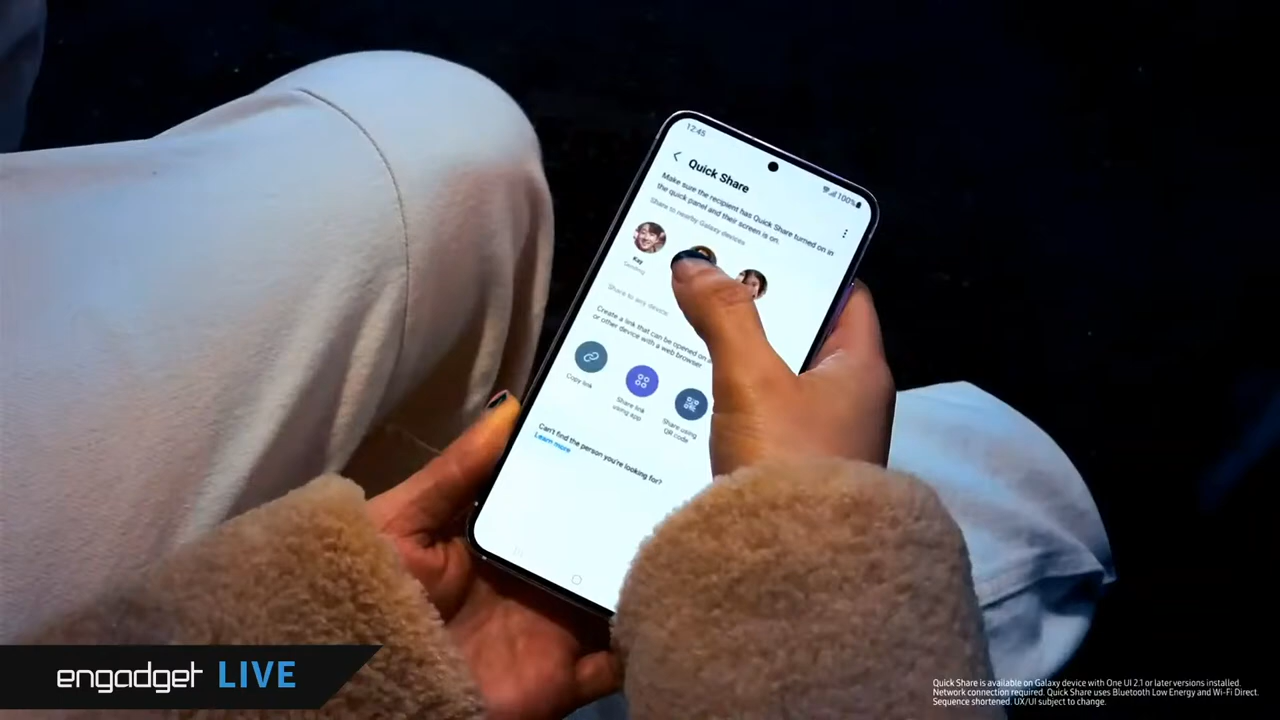 12:45
100%
Quick Share
Make sure the recipient has Quick Share turned on in
the quick panel and their screen is on.
Share to nearby Galaxy devices
Kay
Sending
Share to any device
Create a link that can be opened on
or other device with a web browser
Copy link
Share link
using app
Share using
QR code
Can't find the person you're looking for?
Learn more
engadget LIVE
Quick Share is available on Galaxy device with One UI 2.1 or later versions installed.
Network connection required. Quick Share uses Bluetooth Low Energy and Wi-Fi Direct.
Sequence shortened. UX/UI subject to change.